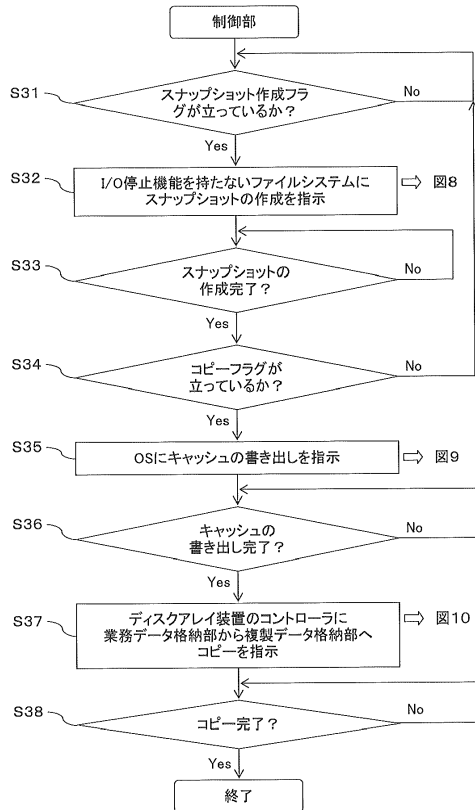 制御部
S31
スナップショット作成フラ
グが立っているか？
No
Yes
S32
I/O停止機能を持たないファイルシステムに
スナップショットの作成を指示
図8
S33
スナップショットの
作成完了？
No
Yes
S34
コピーフラグが
立っているか？
No
Yes
S35
OSにキャッシュの書き出しを指示
図9
S36
キャッシュの
書き出し完了？
No
Yes
S37
ディスクアレイ装置のコントローラに
業務データ格納部から複製データ格納部へ
コピーを指示
図10
S38
コピー完了？
No
Yes
終了